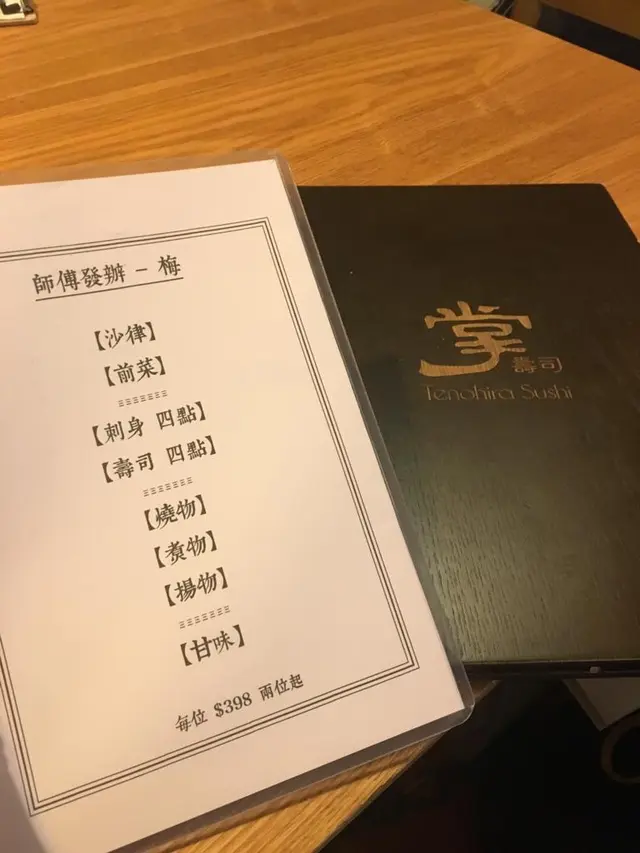 師傅發辦 - 梅
【沙律】
【前菜】
【刺身 四點】
【壽司 四點】
【燒物】
【煮物】
【揚物】
【甘味】
每位 $398 兩位起
掌
壽司
Tenohira Sushi